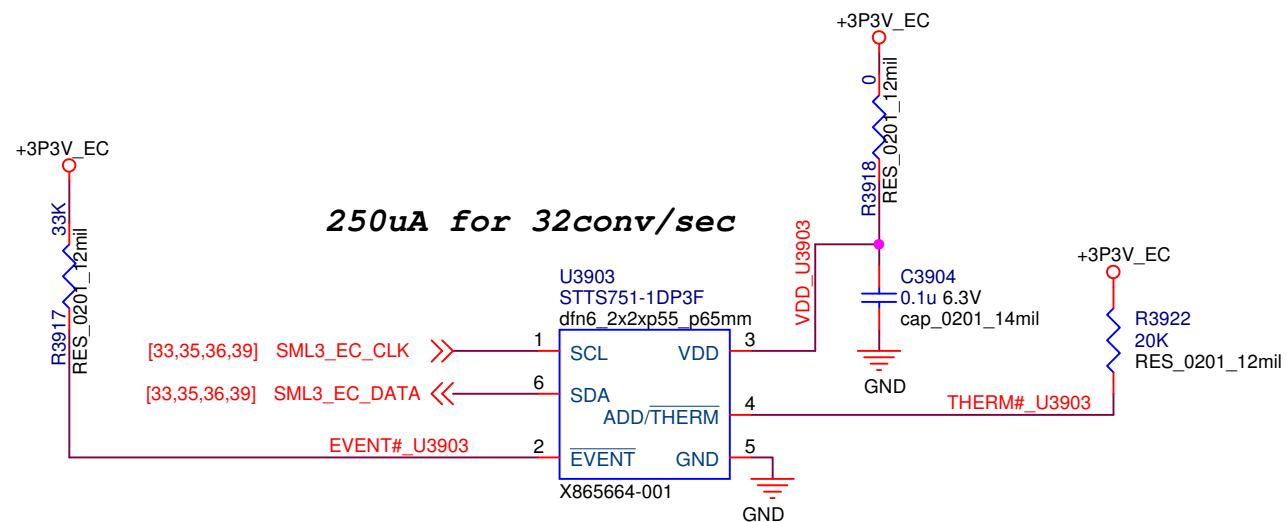 +3P3V_EC
0
R3918
RES_0201_12mil
+3P3V_EC
33K
R3917
RES_0201_12mil
250uA for 32conv/sec
VDD_U3903
+3P3V_EC
U3903
STTS751-1DP3F
dfn6_2x2xp55_p65mm
C3904
0.1u 6.3V
cap_0201_14mil
GND
R3922
20K
RES_0201_12mil
[33,35,36,39] SML3_EC_CLK
1 SCL
VDD 3
[33,35,36,39] SML3_EC_DATA
6 SDA
ADD/THERM 4
THERM#_U3903
EVENT#_U3903
2 EVENT
GND 5
X865664-001
GND